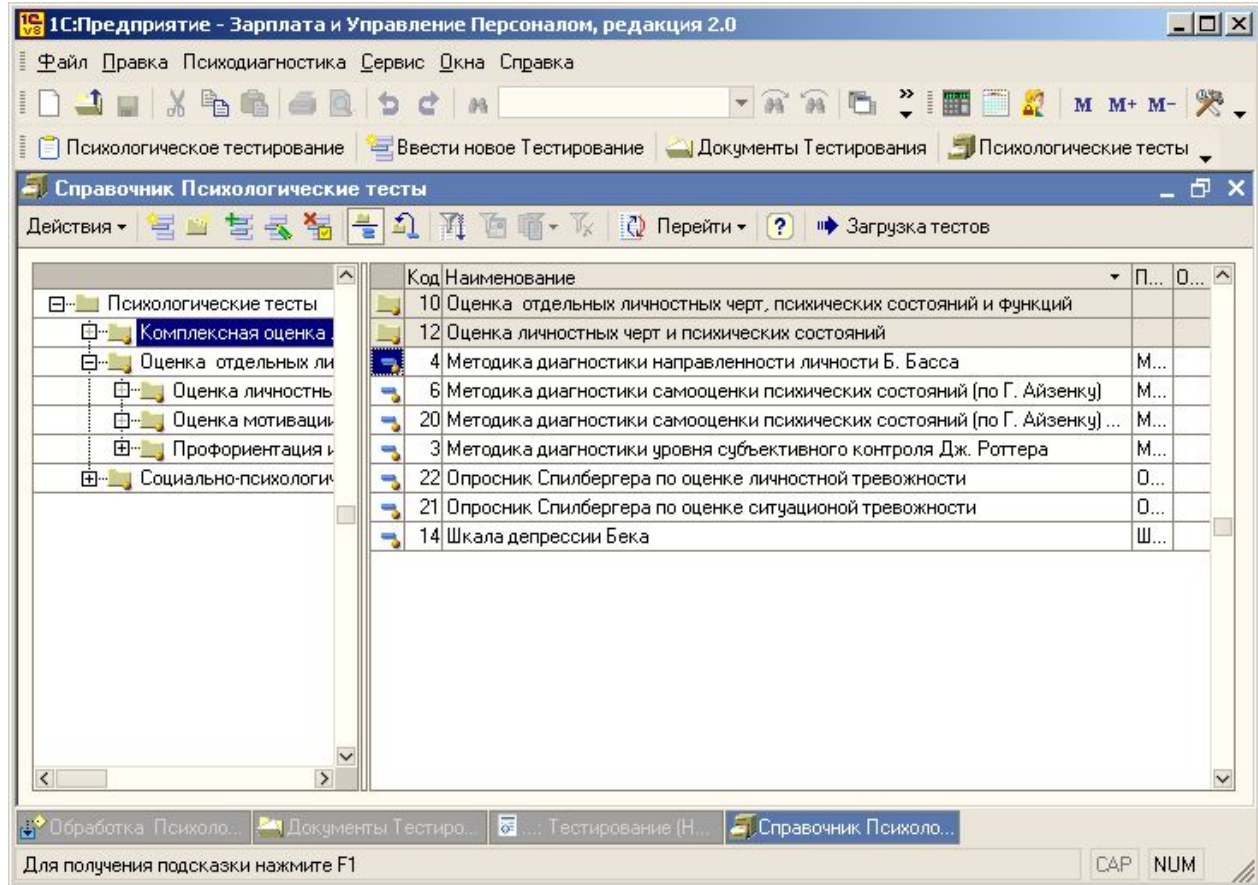 1С:Предприятие - Зарплата и Управление Персоналом, редакция 2.0
Файл Правка Психодиагностика Сервис Окна Справка
М М+ М-
Психологическое тестирование Ввести новое Тестирование Документы Тестирования Психологические тесты
Справочник Психологические тесты
Действия Перейти ? Загрузка тестов
Код Наименование П... О...
Психологические тесты
Комплексная оценка
Оценка отдельных ли
Оценка личностнь
Оценка мотивации
Профориентация и
Социально-психологич
10 Оценка отдельных личностных черт, психических состояний и функций
12 Оценка личностных черт и психических состояний
4 Методика диагностики направленности личности Б. Басса М...
6 Методика диагностики самооценки психических состояний (по Г. Айзенку) М...
20 Методика диагностики самооценки психических состояний (по Г. Айзенку) ... М...
3 Методика диагностики уровня субъективного контроля Дж. Роттера М...
22 Опросник Спилбергера по оценке личностной тревожности О...
21 Опросник Спилбергера по оценке ситуационой тревожности О...
14 Шкала депрессии Бека Ш...
Обработка Психоло... Документы Тестиро... ...: Тестирование (Н... Справочник Психоло...
Для получения подсказки нажмите F1 CAP NUM